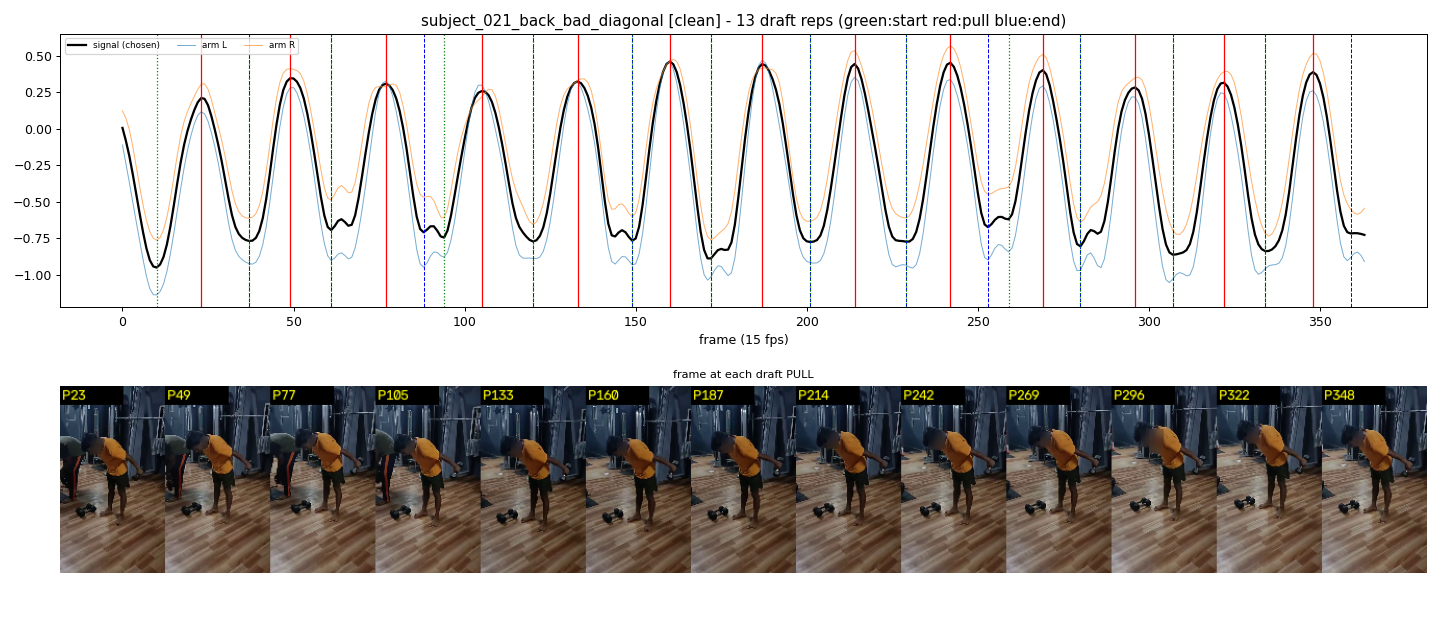 subject_021_back_bad_diagonal [clean] - 13 draft reps (green:start red:pull blue:end)
signal (chosen) arm L arm R
0.50
0.25
0.00
−0.25
−0.50
−0.75
−1.00
0 50 100 150 200 250 300 350
frame (15 fps)
frame at each draft PULL
P23 P49 P77 P105 P133 P160 P187 P214 P242 P269 P296 P322 P348